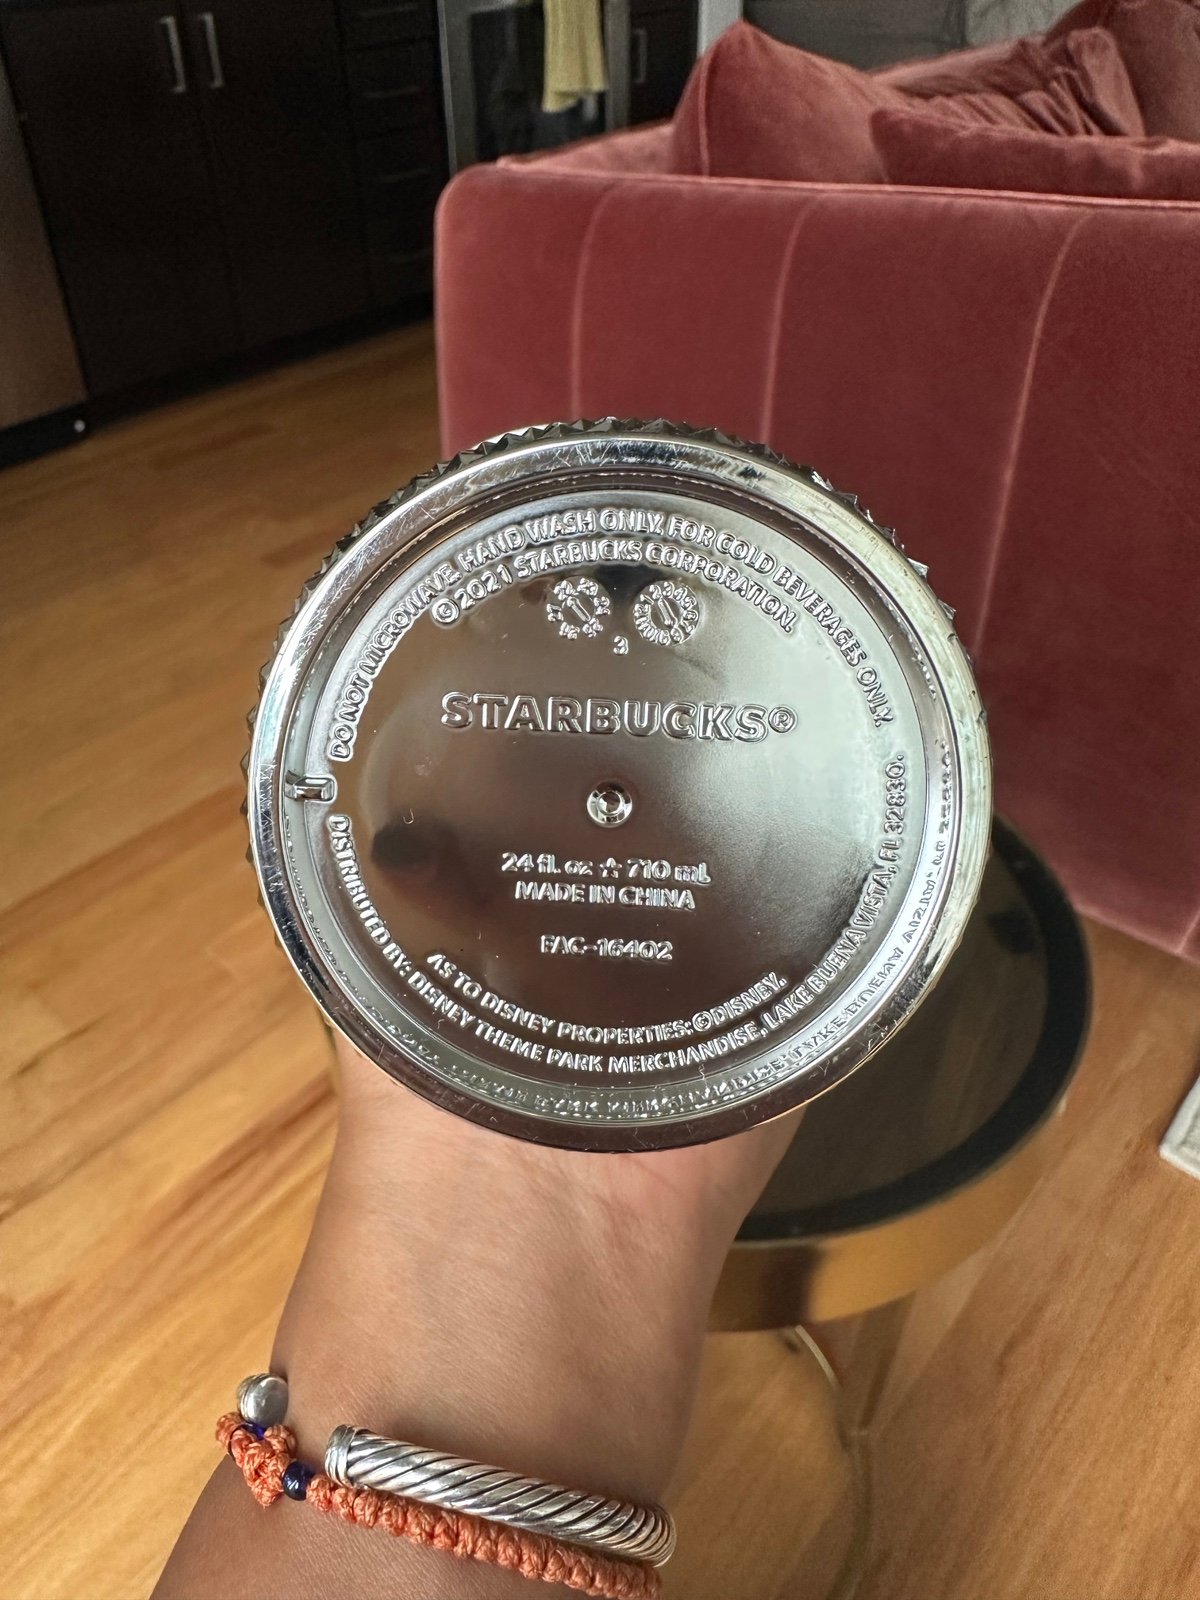 DO NOT MICROWAVE. HAND WASH ONLY. FOR COLD BEVERAGES ONLY.
©2021 STARBUCKS CORPORATION.
3
STARBUCKS®
24 fl. oz ☆ 710 mL
MADE IN CHINA
FAC-16402
AS TO DISNEY PROPERTIES: ©DISNEY.
DISTRIBUTED BY: DISNEY THEME PARK MERCHANDISE, LAKE BUENA VISTA, FL 32830.